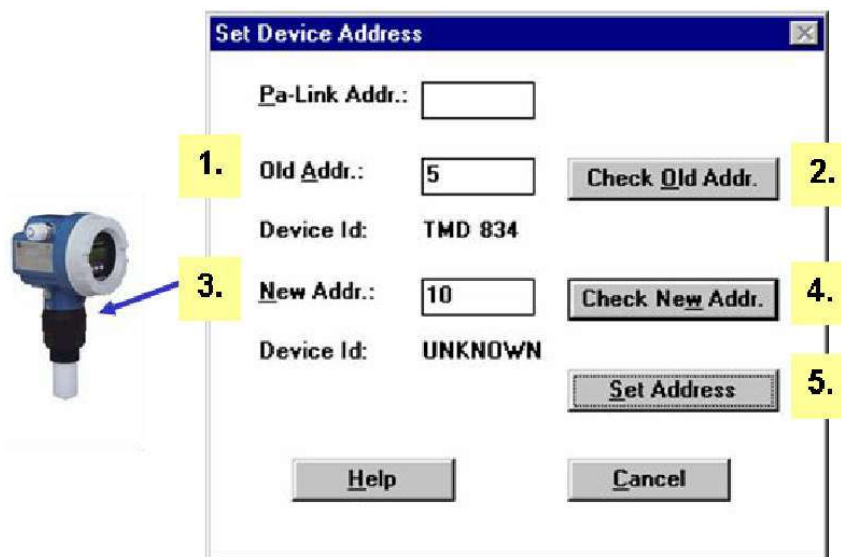 Set Device Address
Pa-Link Addr.:
1. Old Addr.: 5 Check Old Addr. 2.
Device Id: TMD 834
3. New Addr.: 10 Check New Addr. 4.
Device Id: UNKNOWN
Set Address 5.
Help Cancel